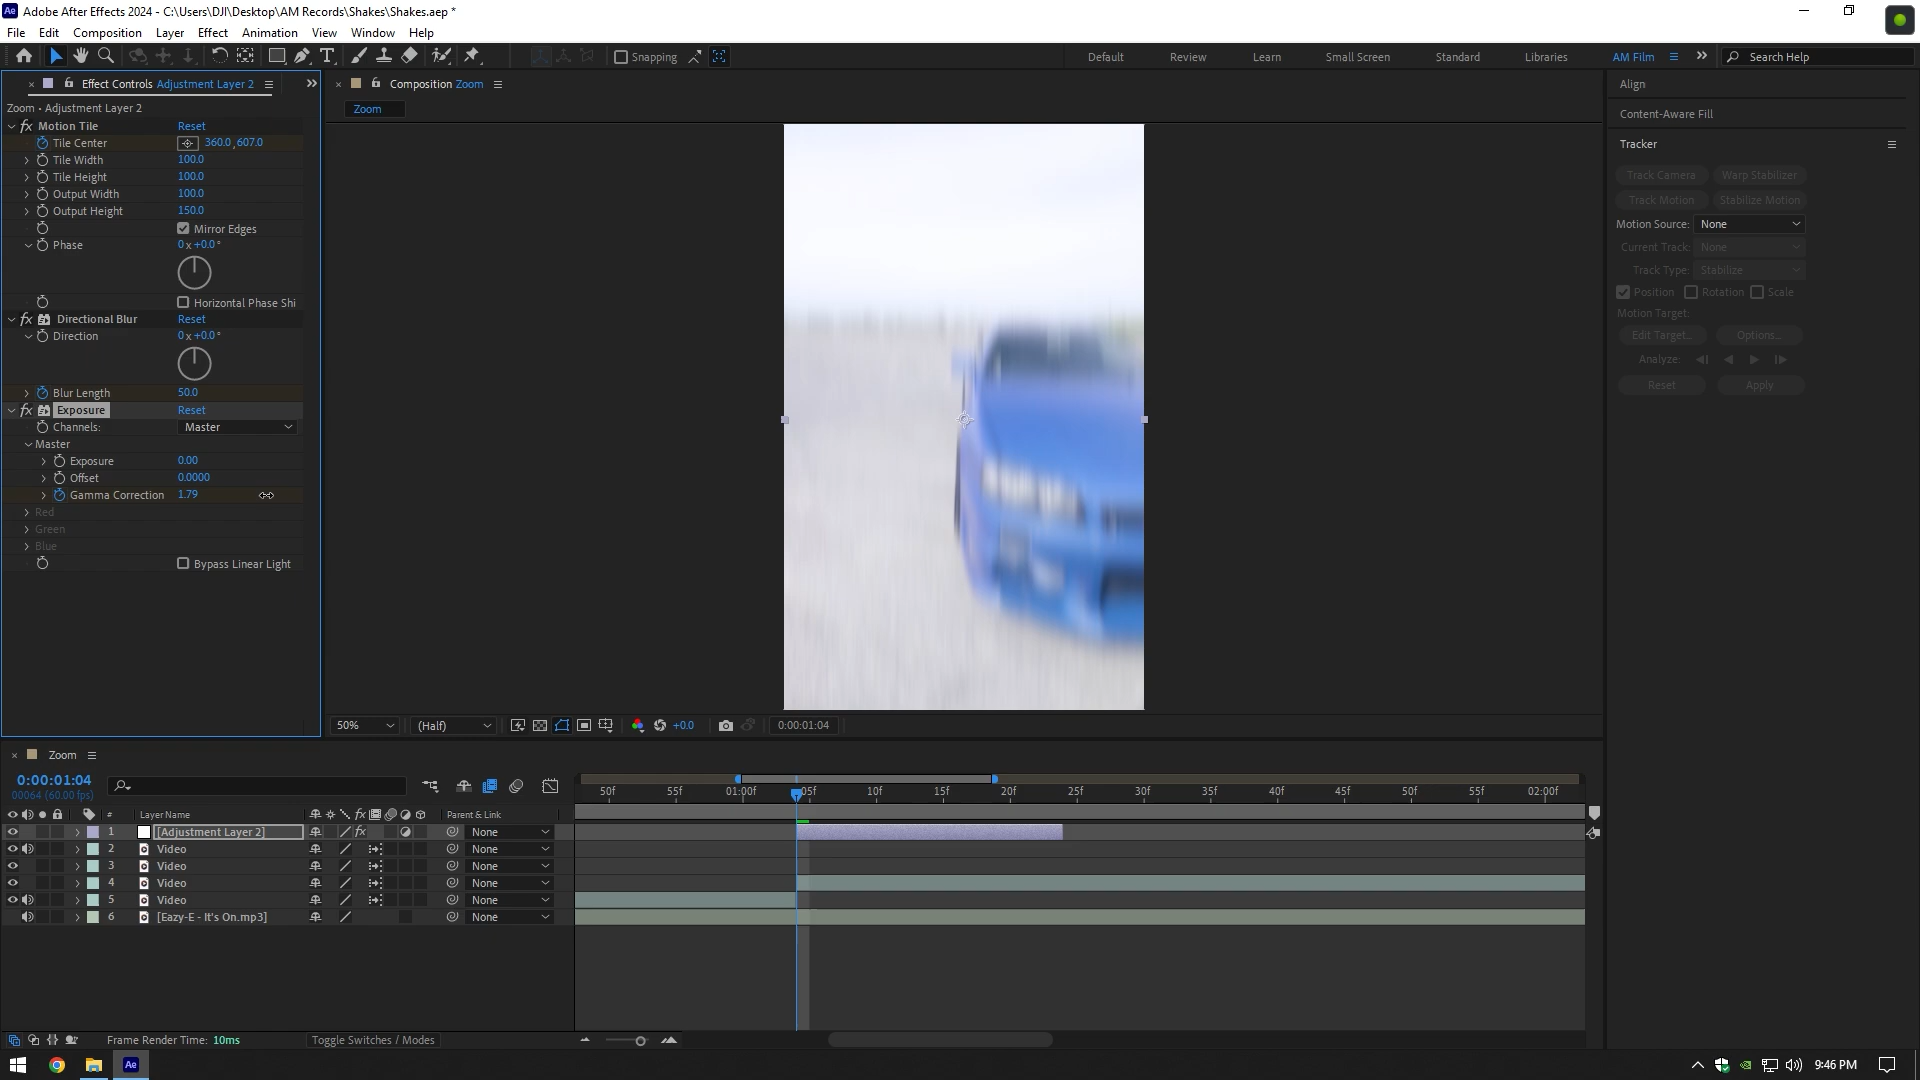 Adobe After Effects 2024 - C:\Users\DJI\Desktop\AM Records\Shakes\Shakes.aep *
File Edit Composition Layer Effect Animation View Window Help
Snapping
Default Review Learn Small Screen Standard Libraries AM Film Search Help
Effect Controls Adjustment Layer 2
Composition Zoom
Zoom
Zoom • Adjustment Layer 2
Motion Tile Reset
Tile Center 360.0,607.0
Tile Width 100.0
Tile Height 100.0
Output Width 100.0
Output Height 150.0
Mirror Edges
Phase 0x+0.0°
Horizontal Phase Shi
Directional Blur Reset
Direction 0x+0.0°
Blur Length 50.0
Exposure Reset
Channels: Master
Master
Exposure 0.00
Offset 0.0000
Gamma Correction 1.79
Red
Green
Blue
Bypass Linear Light
50% (Half) +0.0 0:00:01:04
Align
Content-Aware Fill
Tracker
Track Camera Warp Stabilizer
Track Motion Stabilize Motion
Motion Source: None
Current Track: None
Track Type: Stabilize
Position Rotation Scale
Motion Target:
Edit Target... Options...
Analyze:
Reset Apply
Zoom
0:00:01:04
00064 (60.00 fps)
50f 55f 01:00f 05f 10f 15f 20f 25f 30f 35f 40f 45f 50f 55f 02:00f
# Layer Name Parent & Link
1 [Adjustment Layer 2] None
2 Video None
3 Video None
4 Video None
5 Video None
6 [Eazy-E - It's On.mp3] None
Frame Render Time: 10ms Toggle Switches / Modes
9:46 PM